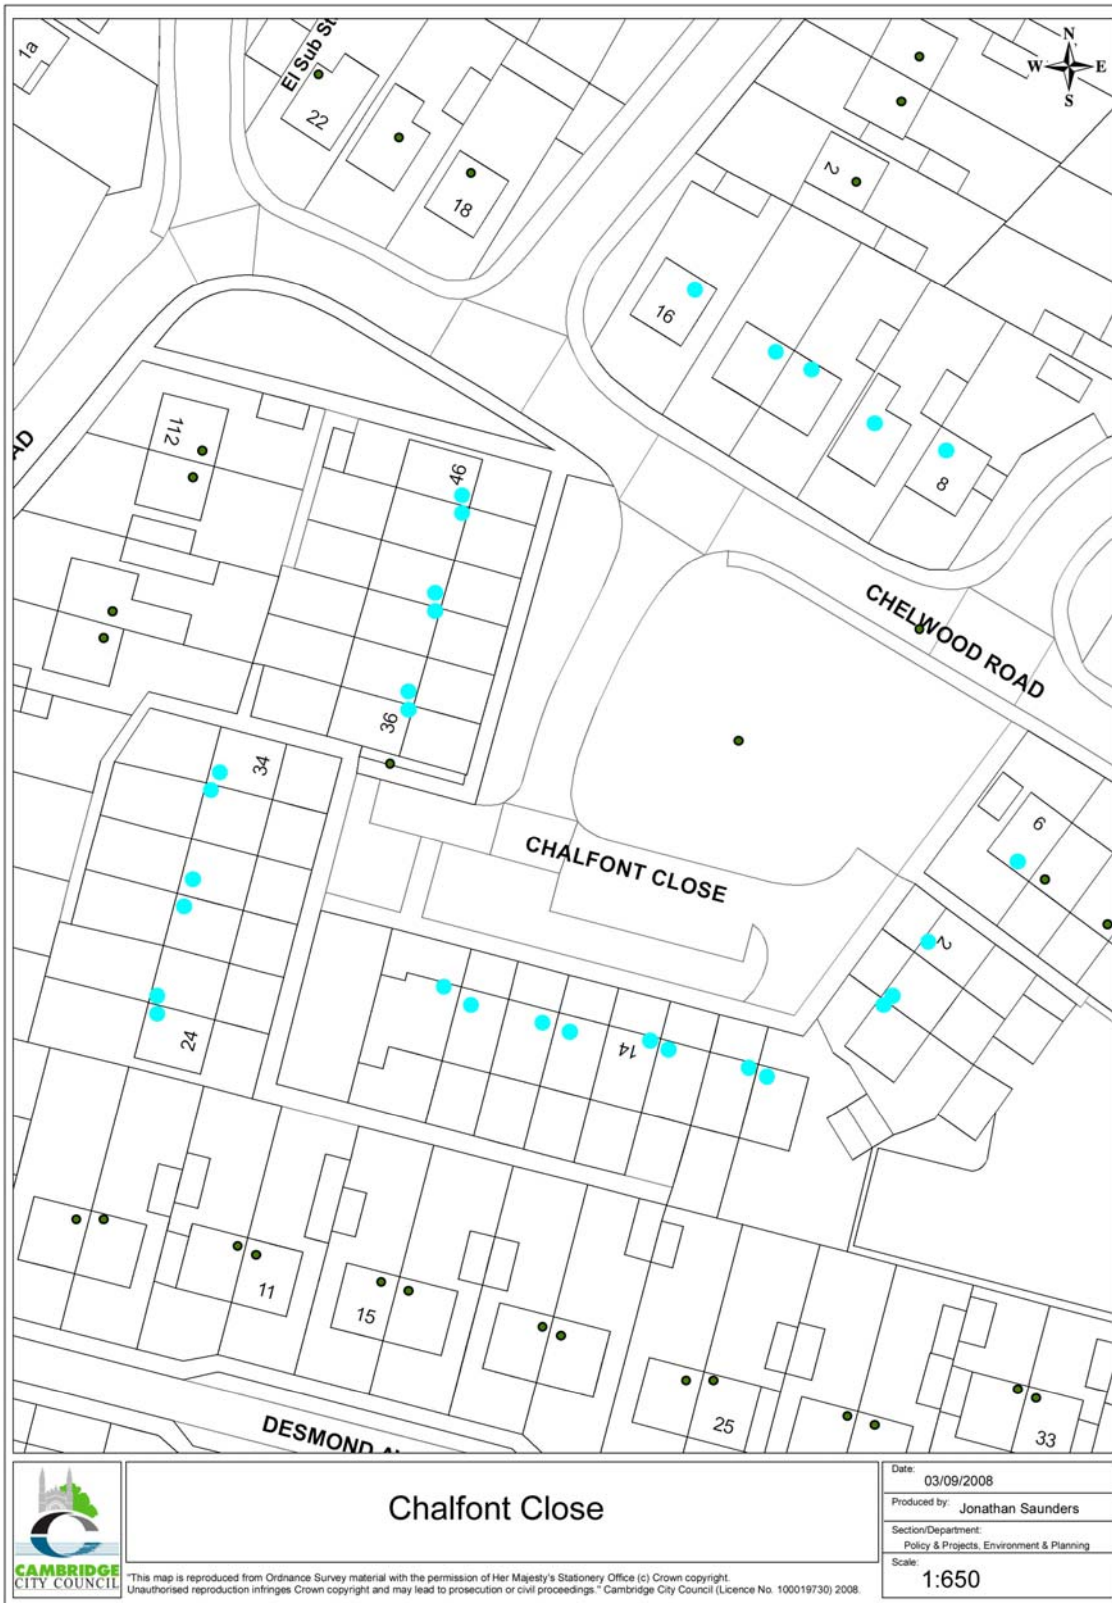 1a
El Sub St
22
18
N
W E
S
2
16
8
112
AD
46
36
34
CHELWOOD ROAD
CHALFONT CLOSE
6
2
24
14
11
15
25
33
DESMOND A
Chalfont Close
CAMBRIDGE
CITY COUNCIL
"This map is reproduced from Ordnance Survey material with the permission of Her Majesty's Stationery Office (c) Crown copyright.
Unauthorised reproduction infringes Crown copyright and may lead to prosecution or civil proceedings." Cambridge City Council (Licence No. 100019730) 2008.
Date:
03/09/2008
Produced by: Jonathan Saunders
Section/Department:
Policy & Projects, Environment & Planning
Scale:
1:650